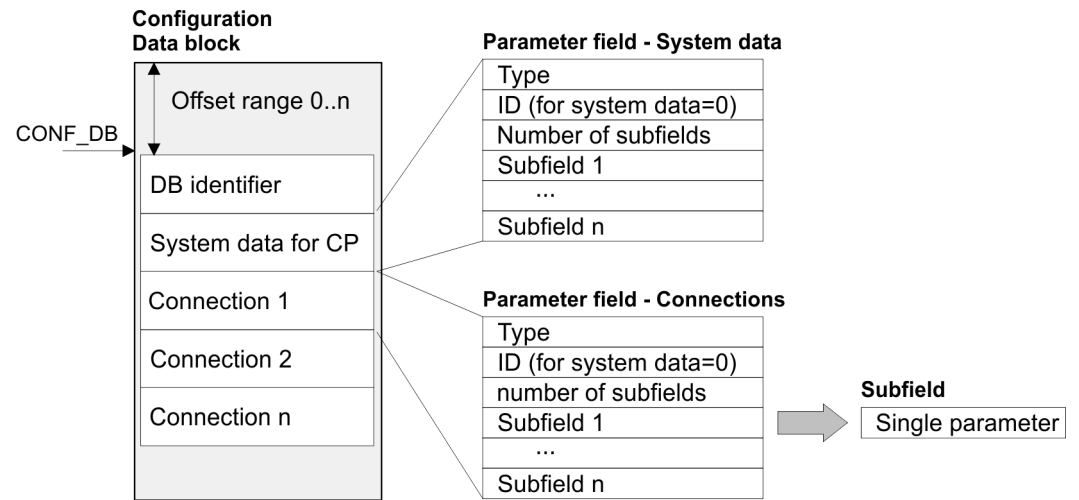 Configuration
Data block
Offset range 0..n
CONF_DB
DB identifier
System data for CP
Connection 1
Connection 2
Connection n
Parameter field - System data
Type
ID (for system data=0)
Number of subfields
Subfield 1
...
Subfield n
Parameter field - Connections
Type
ID (for system data=0)
number of subfields
Subfield 1
...
Subfield n
Subfield
Single parameter